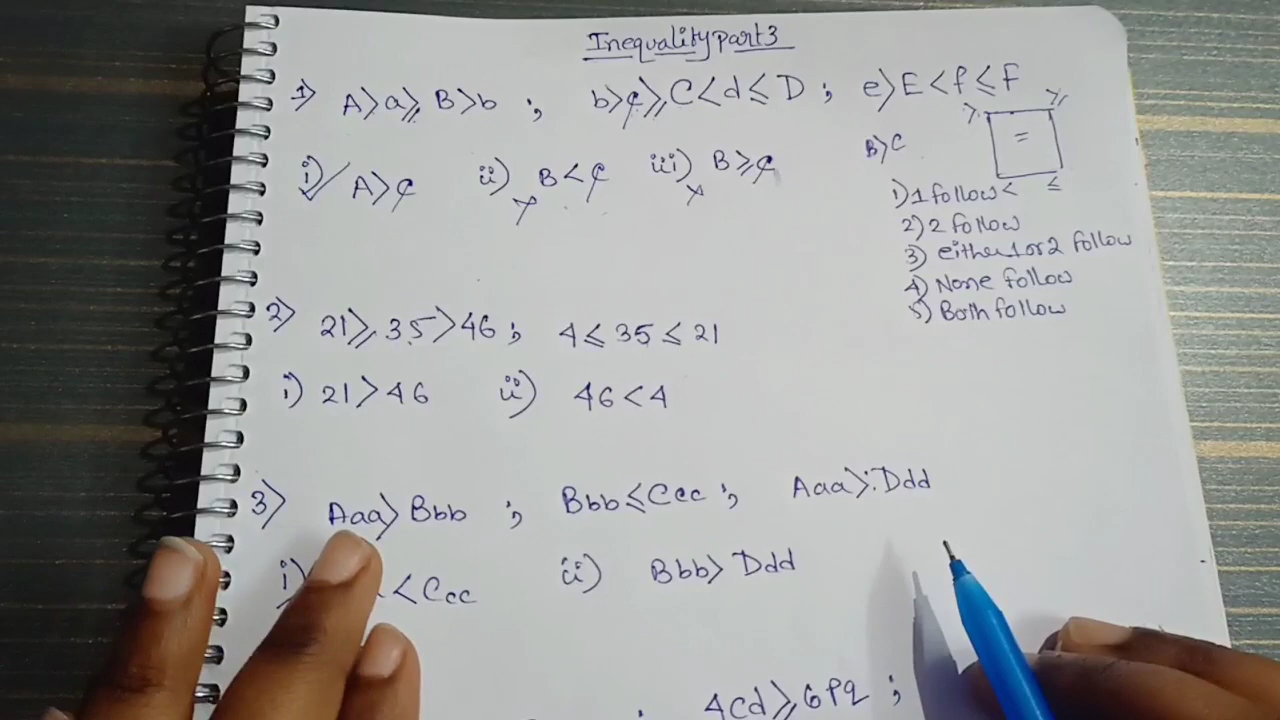 Inequality part 3
1) A>a≥B>b ; b>¢≥C<d≤D ; e>E<f≤F
> ≥
=
< ≤
B>C
i) A>¢ ii) B<¢ iii) B≥¢
1) 1 follow
2) 2 follow
3) either 1 or 2 follow
4) None follow
5) Both follow
2) 21≥35>46 ; 4≤35≤21
i) 21>46 ii) 46<4
3) Aaa>Bbb ; Bbb≤Ccc ; Aaa>Ddd
i) <Ccc ii) Bbb>Ddd
4Cd≥6Pq ;